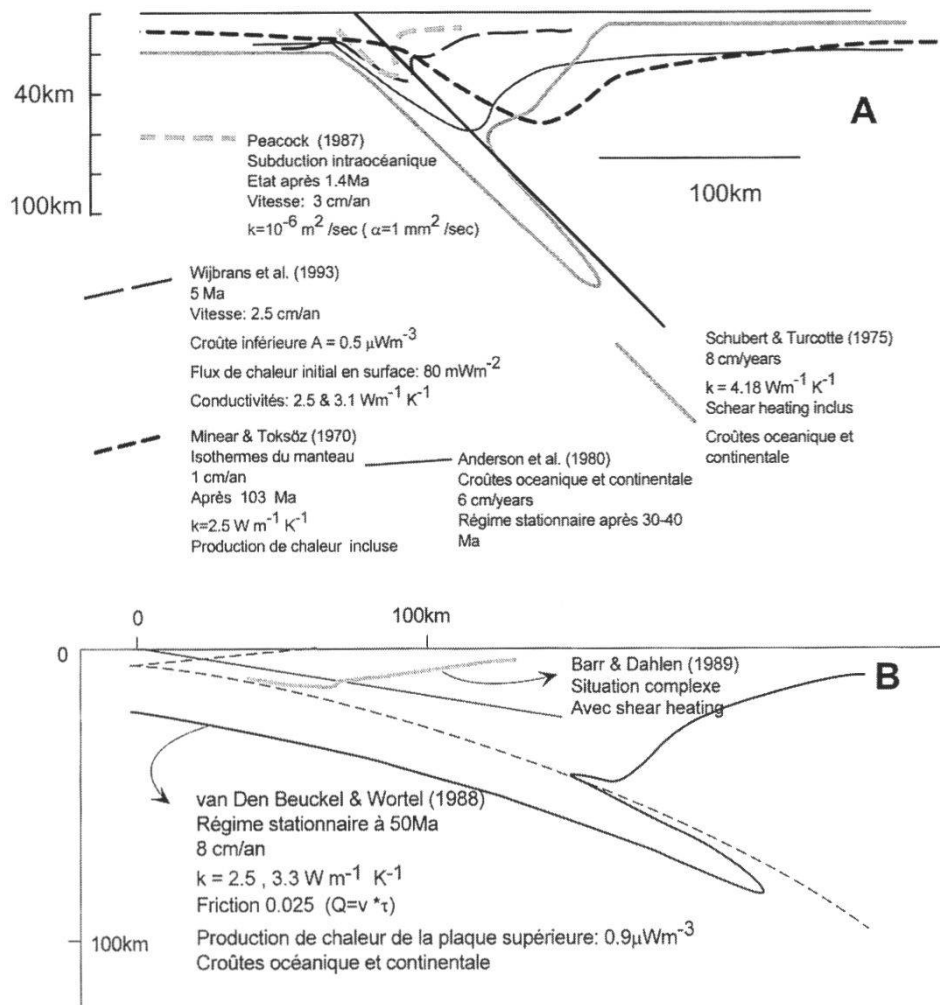 40km
100km
A
100km
Peacock (1987)
Subduction intraocéanique
Etat après 1.4Ma
Vitesse: 3 cm/an
k=10⁻⁶ m² /sec ( α=1 mm² /sec)
Wijbrans et al. (1993)
5 Ma
Vitesse: 2.5 cm/an
Croûte inférieure A = 0.5 μWm⁻³
Flux de chaleur initial en surface: 80 mWm⁻²
Conductivités: 2.5 & 3.1 Wm⁻¹ K⁻¹
Schubert & Turcotte (1975)
8 cm/years
k = 4.18 Wm⁻¹ K⁻¹
Schear heating inclus
Croûtes oceanique et
continentale
Minear & Toksöz (1970)
Isothermes du manteau
1 cm/an
Après 103 Ma
k=2.5 W m⁻¹ K⁻¹
Production de chaleur incluse
Anderson et al. (1980)
Croûtes oceanique et continentale
6 cm/years
Régime stationnaire après 30-40
Ma
0
100km
0
B
Barr & Dahlen (1989)
Situation complexe
Avec shear heating
van Den Beuckel & Wortel (1988)
Régime stationnaire à 50Ma
8 cm/an
k = 2.5 , 3.3 W m⁻¹ K⁻¹
Friction 0.025 (Q=v *τ)
Production de chaleur de la plaque supérieure: 0.9μWm⁻³
Croûtes océanique et continentale
100km